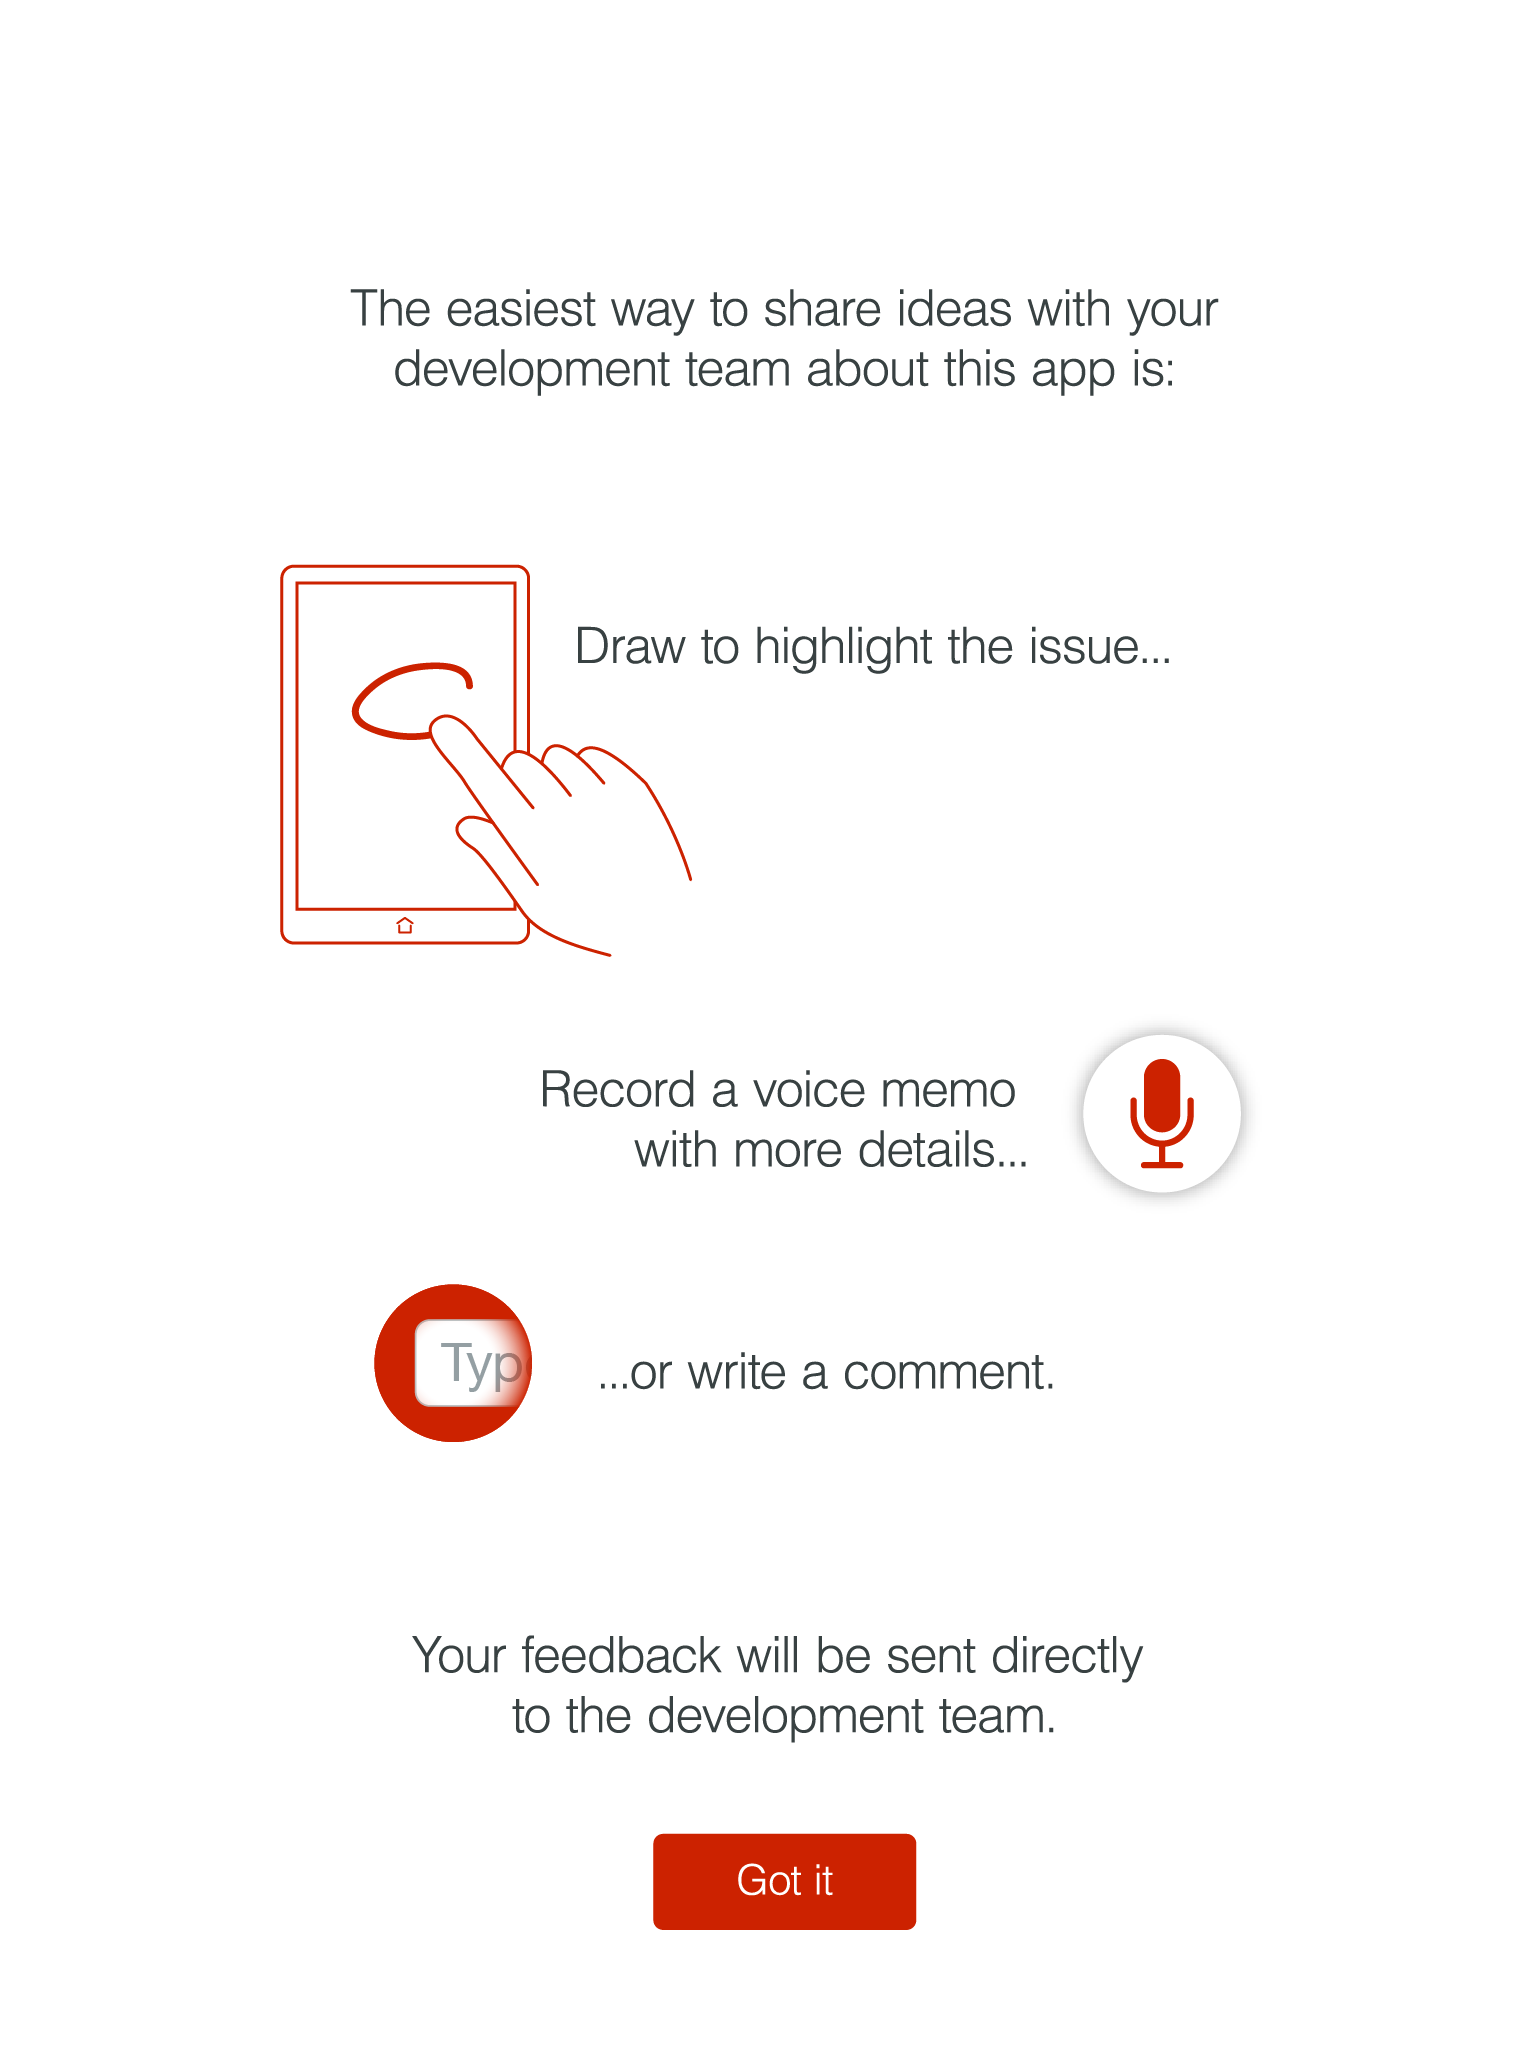 The easiest way to share ideas with your
development team about this app is:
Draw to highlight the issue...
Record a voice memo
with more details...
Typ
...or write a comment.
Your feedback will be sent directly
to the development team.
Got it